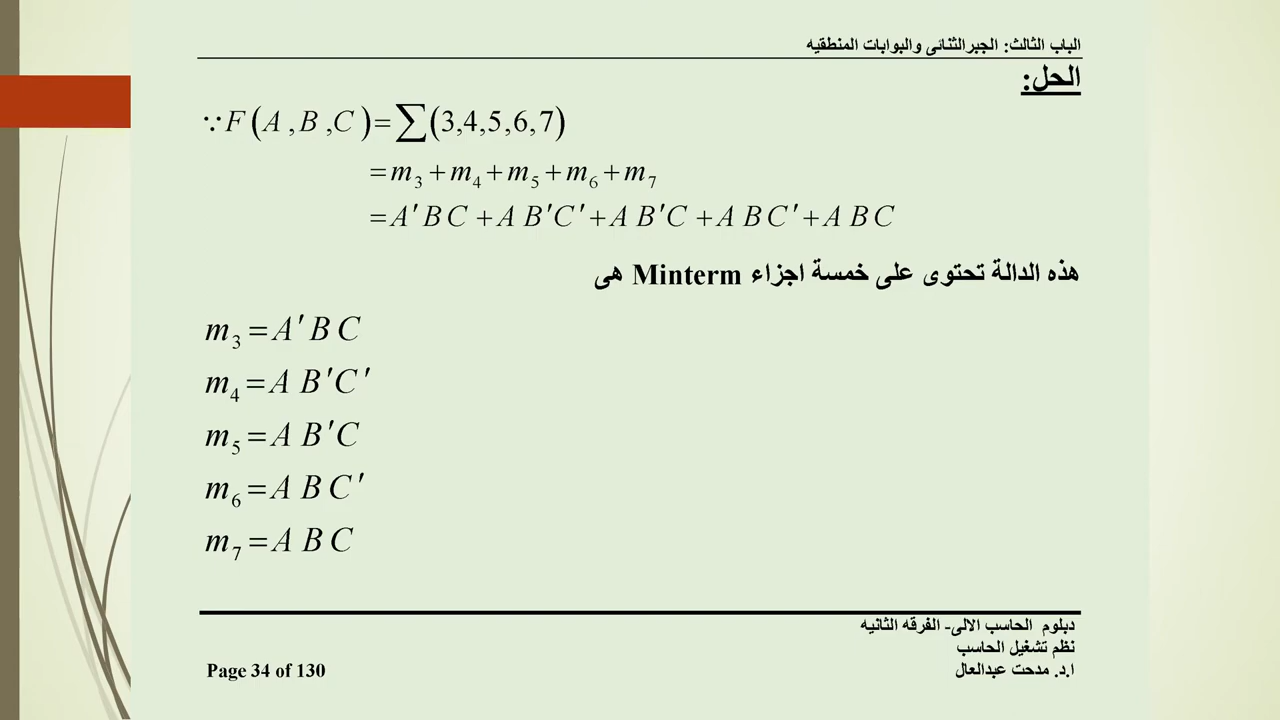 الباب الثالث: الجبرالثنائى والبوابات المنطقيه
الحل:
∵F(A,B,C)=∑(3,4,5,6,7)
=m₃+m₄+m₅+m₆+m₇
=A′BC+AB′C′+AB′C+ABC′+ABC
هذه الدالة تحتوى على خمسة اجزاء Minterm هى
m₃=A′BC
m₄=AB′C′
m₅=AB′C
m₆=ABC′
m₇=ABC
دبلوم الحاسب الالى- الفرقه الثانيه
نظم تشغيل الحاسب
Page 34 of 130
ا.د. مدحت عبدالعال